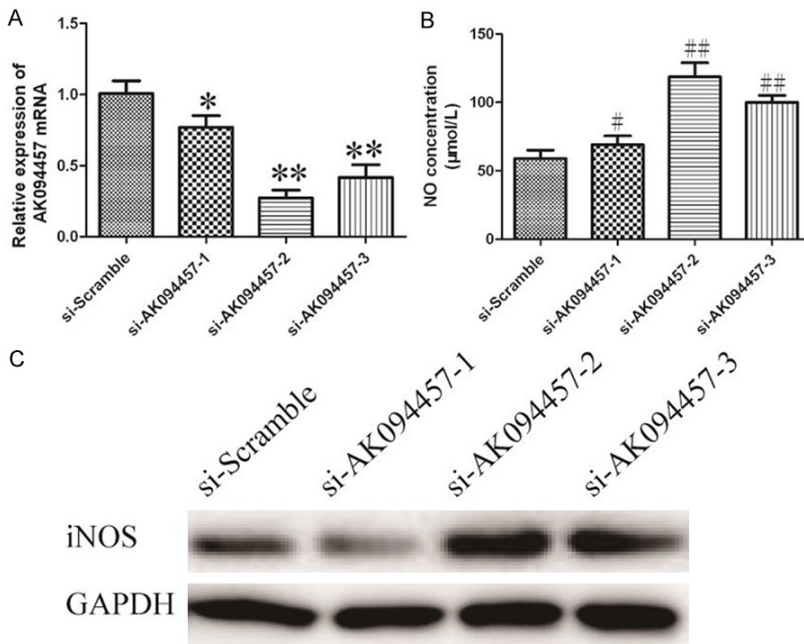 A
Relative expression of
AK094457 mRNA
1.5
1.0
0.5
0.0
*
**
**
si-Scramble
si-AK094457-1
si-AK094457-2
si-AK094457-3
B
NO concentration
(µmol/L)
150
100
50
0
#
##
##
si-Scramble
si-AK094457-1
si-AK094457-2
si-AK094457-3
C
si-Scramble
si-AK094457-1
si-AK094457-2
si-AK094457-3
iNOS
GAPDH